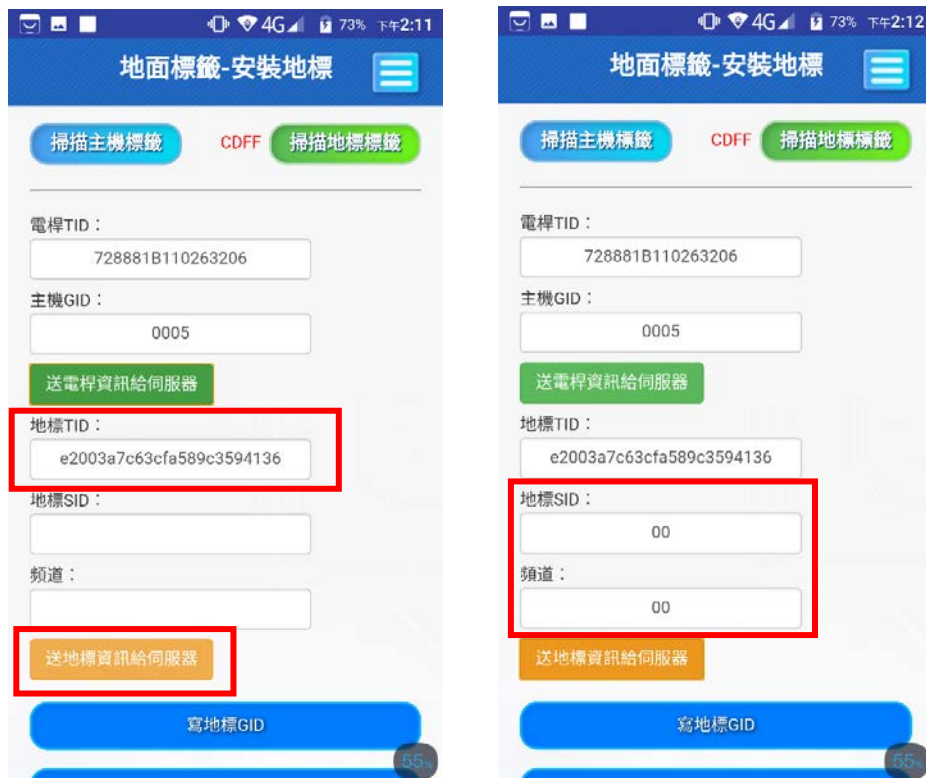 4G 73% 下午2:11
地面標籤-安裝地標
掃描主機標籤 CDFF 掃描地標標籤
電桿TID：
728881B110263206
主機GID：
0005
送電桿資訊給伺服器
地標TID：
e2003a7c63cfa589c3594136
地標SID：
頻道：
送地標資訊給伺服器
寫地標GID
55%
4G 73% 下午2:12
地面標籤-安裝地標
掃描主機標籤 CDFF 掃描地標標籤
電桿TID：
728881B110263206
主機GID：
0005
送電桿資訊給伺服器
地標TID：
e2003a7c63cfa589c3594136
地標SID：
00
頻道：
00
送地標資訊給伺服器
寫地標GID
55%